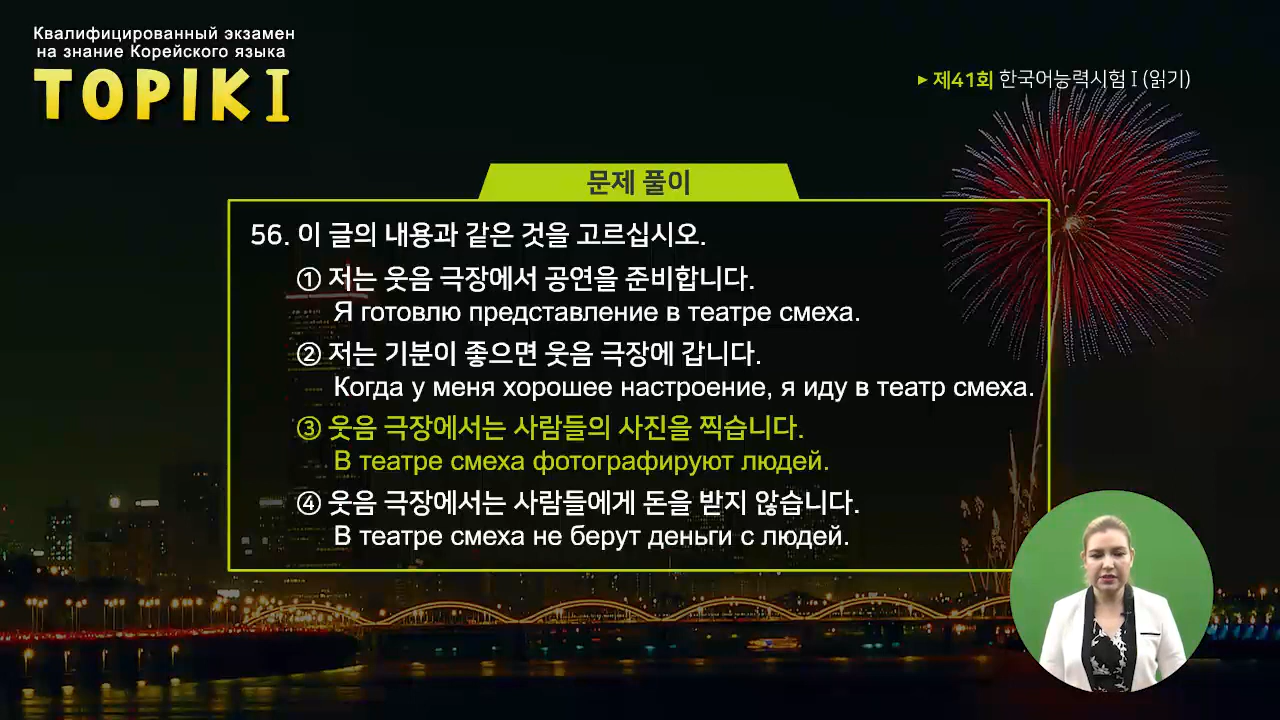 Квалифицированный экзамен
на знание Корейского языка
TOPIK I
▸ 제41회 한국어능력시험 I (읽기)
문제 풀이
56. 이 글의 내용과 같은 것을 고르십시오.
① 저는 웃음 극장에서 공연을 준비합니다.
Я готовлю представление в театре смеха.
② 저는 기분이 좋으면 웃음 극장에 갑니다.
Когда у меня хорошее настроение, я иду в театр смеха.
③ 웃음 극장에서는 사람들의 사진을 찍습니다.
В театре смеха фотографируют людей.
④ 웃음 극장에서는 사람들에게 돈을 받지 않습니다.
В театре смеха не берут деньги с людей.